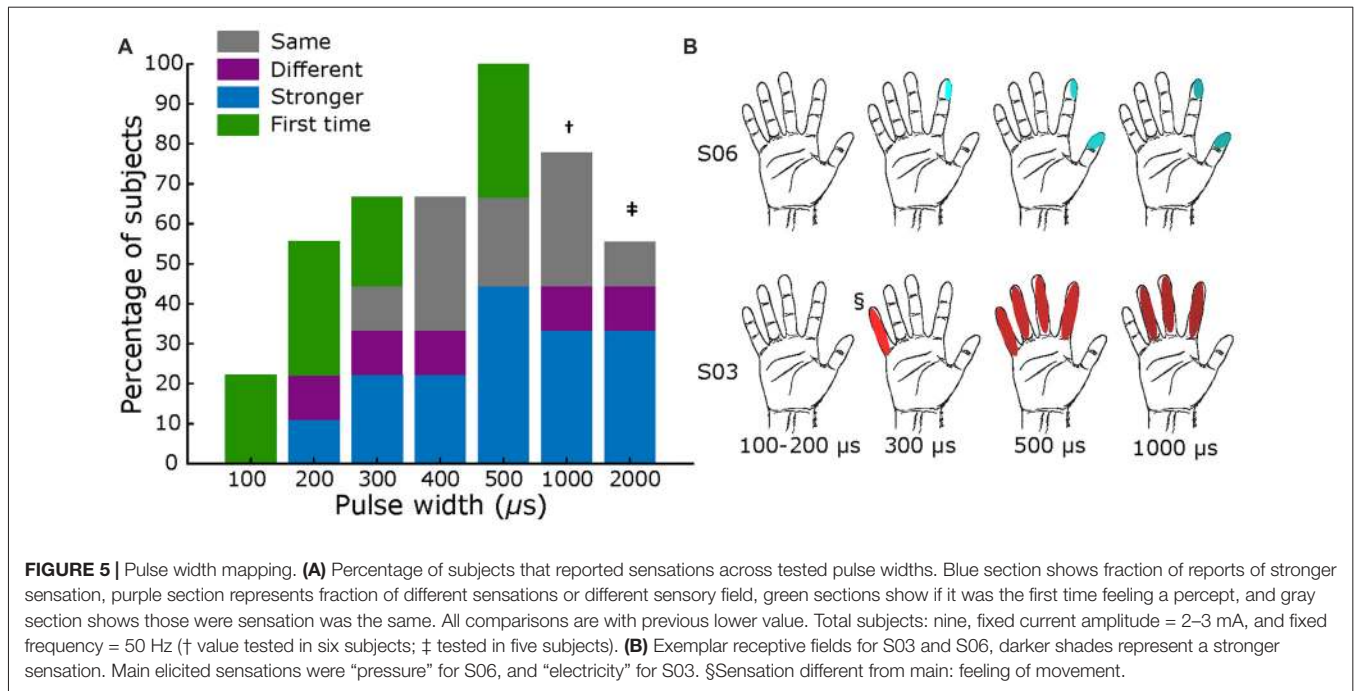 A
Same
Different
Stronger
First time
Percentage of subjects
100
90
80
70
60
50
40
30
20
10
0
†
‡
100 200 300 400 500 1000 2000
Pulse width (µs)
B
S06
§
S03
100-200 µs 300 µs 500 µs 1000 µs
FIGURE 5 | Pulse width mapping. (A) Percentage of subjects that reported sensations across tested pulse widths. Blue section shows fraction of reports of stronger
sensation, purple section represents fraction of different sensations or different sensory field, green sections show if it was the first time feeling a percept, and gray
section shows those were sensation was the same. All comparisons are with previous lower value. Total subjects: nine, fixed current amplitude = 2–3 mA, and fixed
frequency = 50 Hz († value tested in six subjects; ‡ tested in five subjects). (B) Exemplar receptive fields for S03 and S06, darker shades represent a stronger
sensation. Main elicited sensations were “pressure” for S06, and “electricity” for S03. §Sensation different from main: feeling of movement.